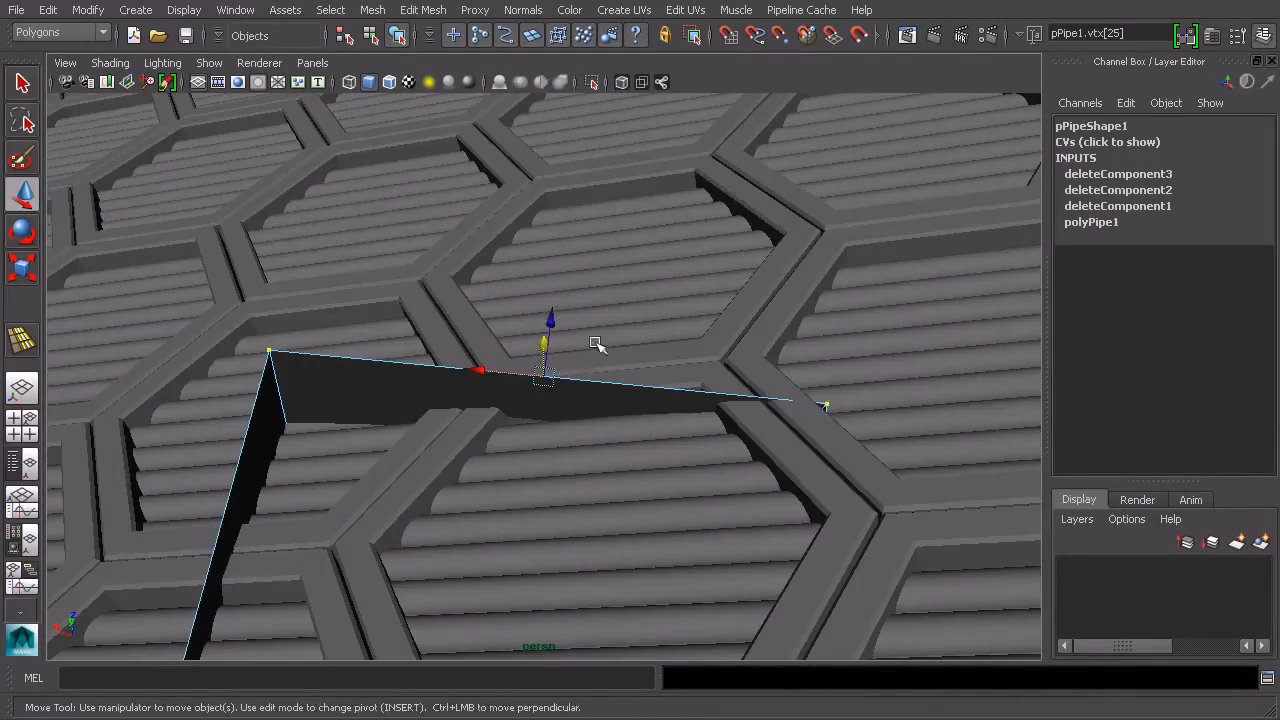 File Edit Modify Create Display Window Assets Select Mesh Edit Mesh Proxy Normals Color Create UVs Edit UVs Muscle Pipeline Cache Help
Polygons Objects pPipe1.vtx[25]
View Shading Lighting Show Renderer Panels
Channel Box / Layer Editor
Channels Edit Object Show
pPipeShape1
CVs (click to show)
INPUTS
deleteComponent3
deleteComponent2
deleteComponent1
polyPipe1
Display Render Anim
Layers Options Help
persp
MEL
Move Tool: Use manipulator to move object(s). Use edit mode to change pivot (INSERT). Ctrl+LMB to move perpendicular.